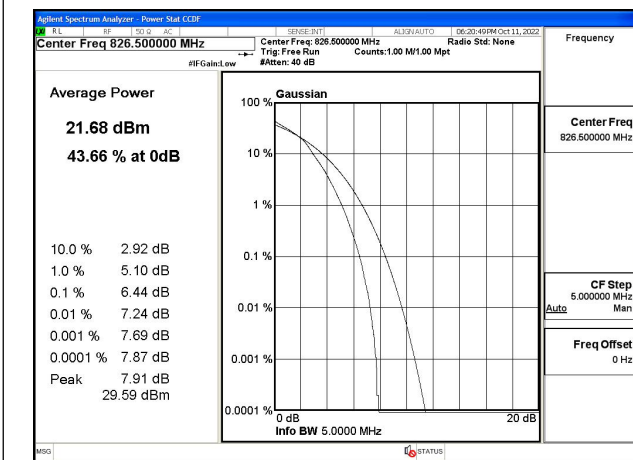 Agilent Spectrum Analyzer - Power Stat CCDF
RL RF 50 Ω AC SENSE:INT ALIGN AUTO 06:20:49 PM Oct 11, 2022
Center Freq 826.500000 MHz
Center Freq: 826.500000 MHz Radio Std: None
Trig: Free Run Counts:1.00 M/1.00 Mpt
#IFGain:Low #Atten: 40 dB
Frequency
Average Power
21.68 dBm
43.66 % at 0dB
10.0 % 2.92 dB
1.0 % 5.10 dB
0.1 % 6.44 dB
0.01 % 7.24 dB
0.001 % 7.69 dB
0.0001 % 7.87 dB
Peak 7.91 dB
29.59 dBm
Gaussian
100 %
10 %
1 %
0.1 %
0.01 %
0.001 %
0.0001 %
0 dB 20 dB
Info BW 5.0000 MHz
Center Freq
826.500000 MHz
CF Step
5.000000 MHz
Auto Man
Freq Offset
0 Hz
MSG STATUS